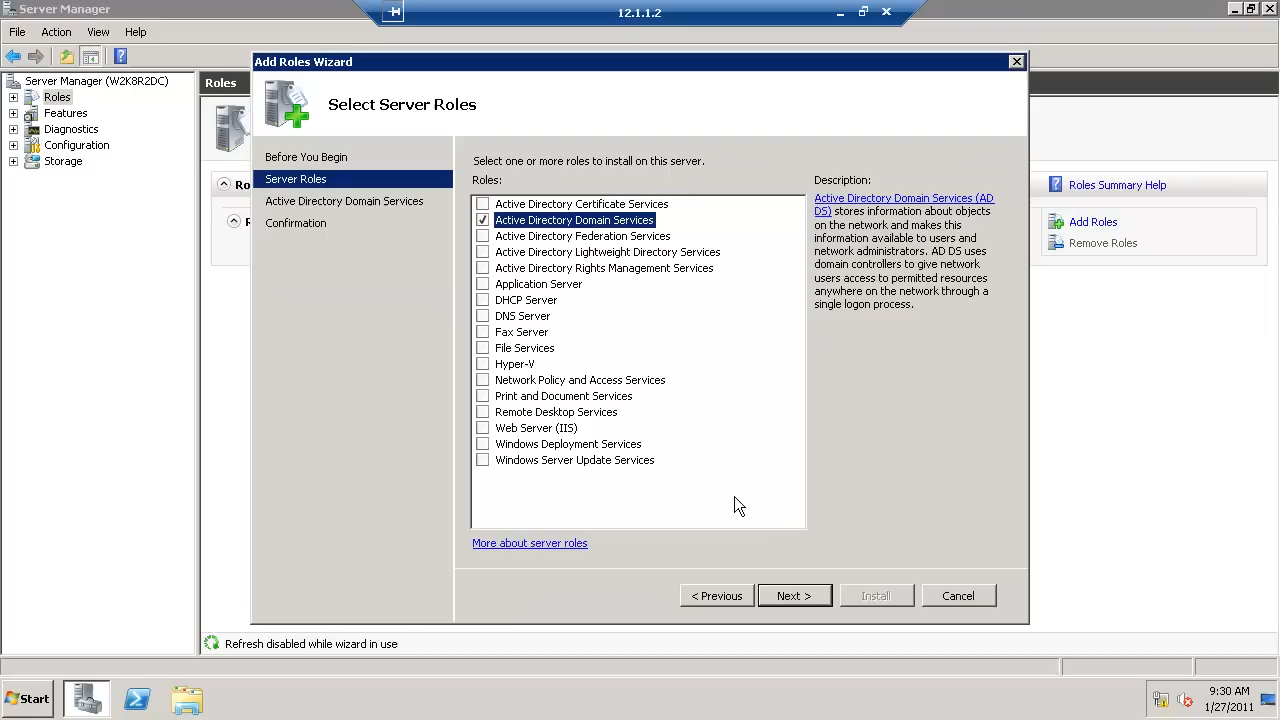 Server Manager
12.1.1.2
File Action View Help
Server Manager (W2K8R2DC)
Roles
Features
Diagnostics
Configuration
Storage
Roles
Ro
Roles Summary Help
Add Roles
Remove Roles
Add Roles Wizard
Select Server Roles
Before You Begin
Server Roles
Active Directory Domain Services
Confirmation
Select one or more roles to install on this server.
Roles:
Active Directory Certificate Services
Active Directory Domain Services
Active Directory Federation Services
Active Directory Lightweight Directory Services
Active Directory Rights Management Services
Application Server
DHCP Server
DNS Server
Fax Server
File Services
Hyper-V
Network Policy and Access Services
Print and Document Services
Remote Desktop Services
Web Server (IIS)
Windows Deployment Services
Windows Server Update Services
More about server roles
Description:
Active Directory Domain Services (AD
DS) stores information about objects
on the network and makes this
information available to users and
network administrators. AD DS uses
domain controllers to give network
users access to permitted resources
anywhere on the network through a
single logon process.
< Previous
Next >
Install
Cancel
Refresh disabled while wizard in use
Start
9:30 AM
1/27/2011